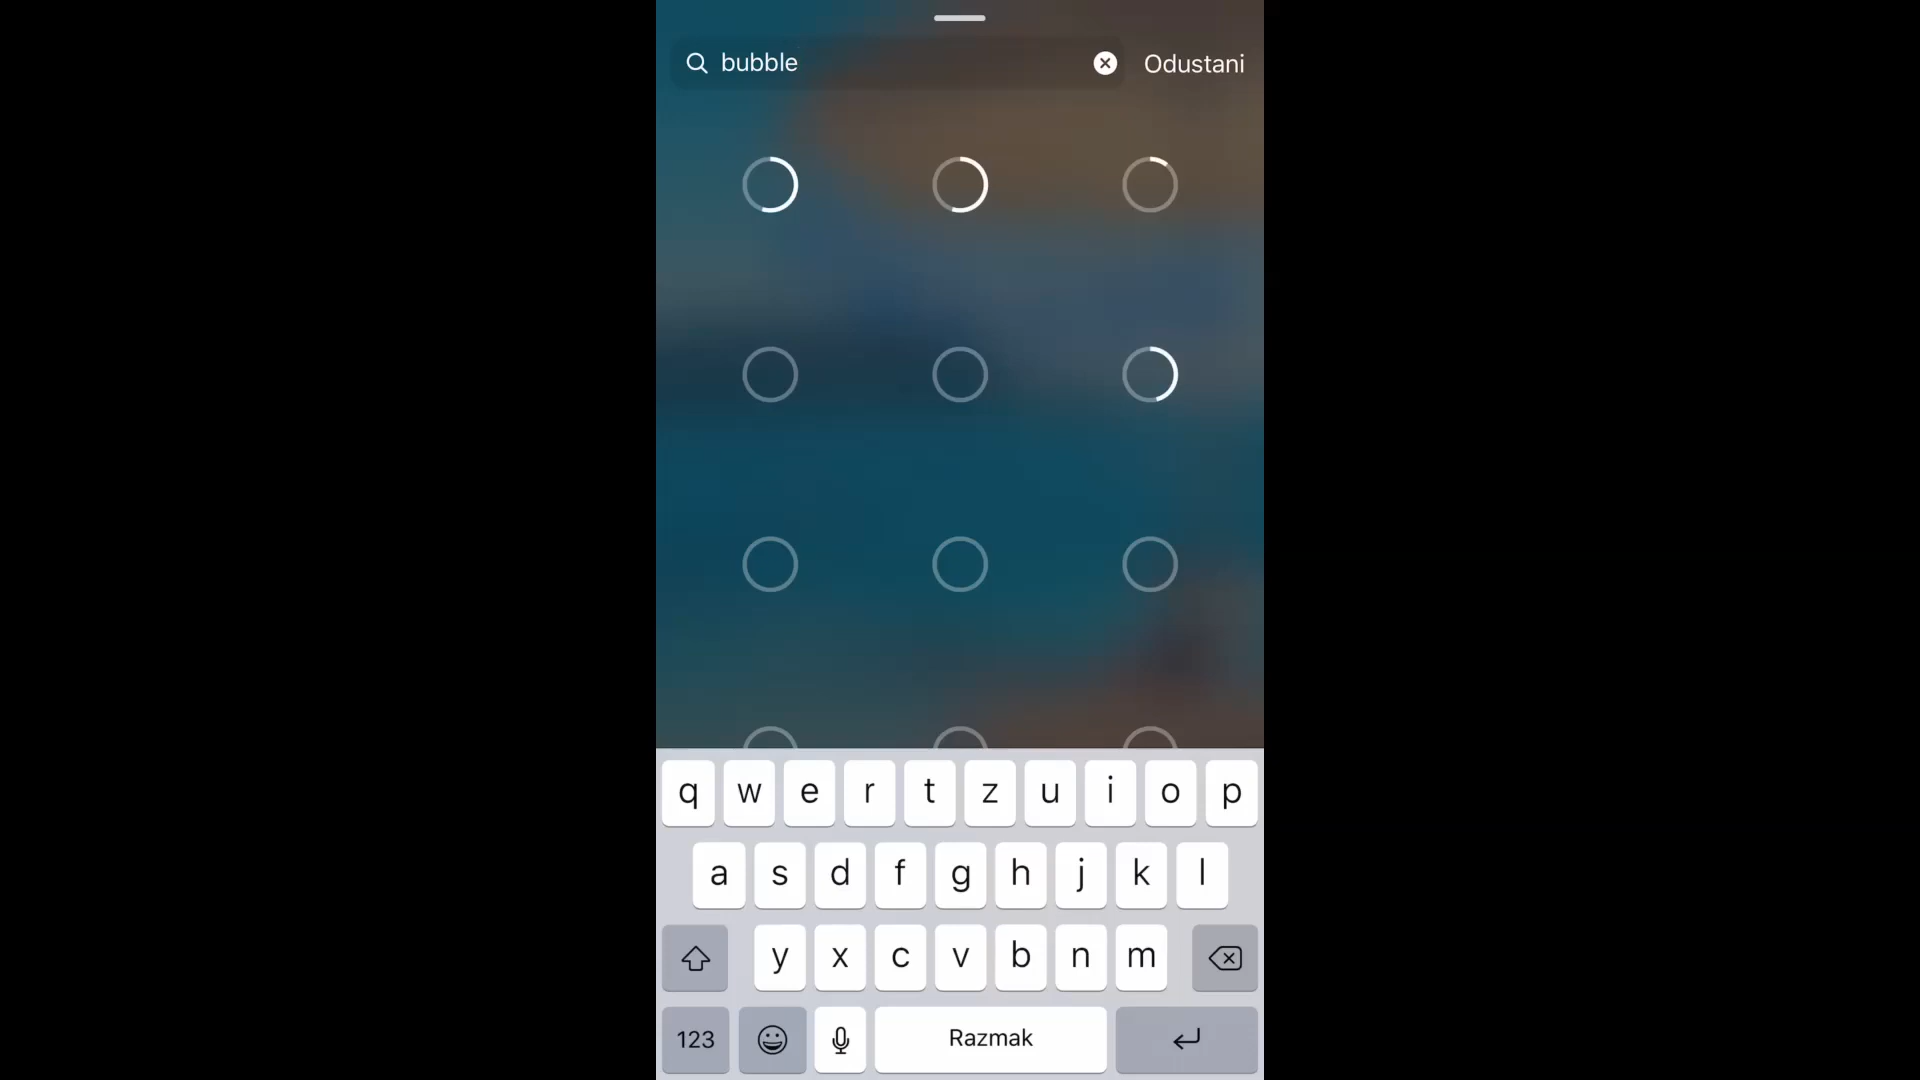 bubble
Odustani
q w e r t z u i o p
a s d f g h j k l
y x c v b n m
123 Razmak